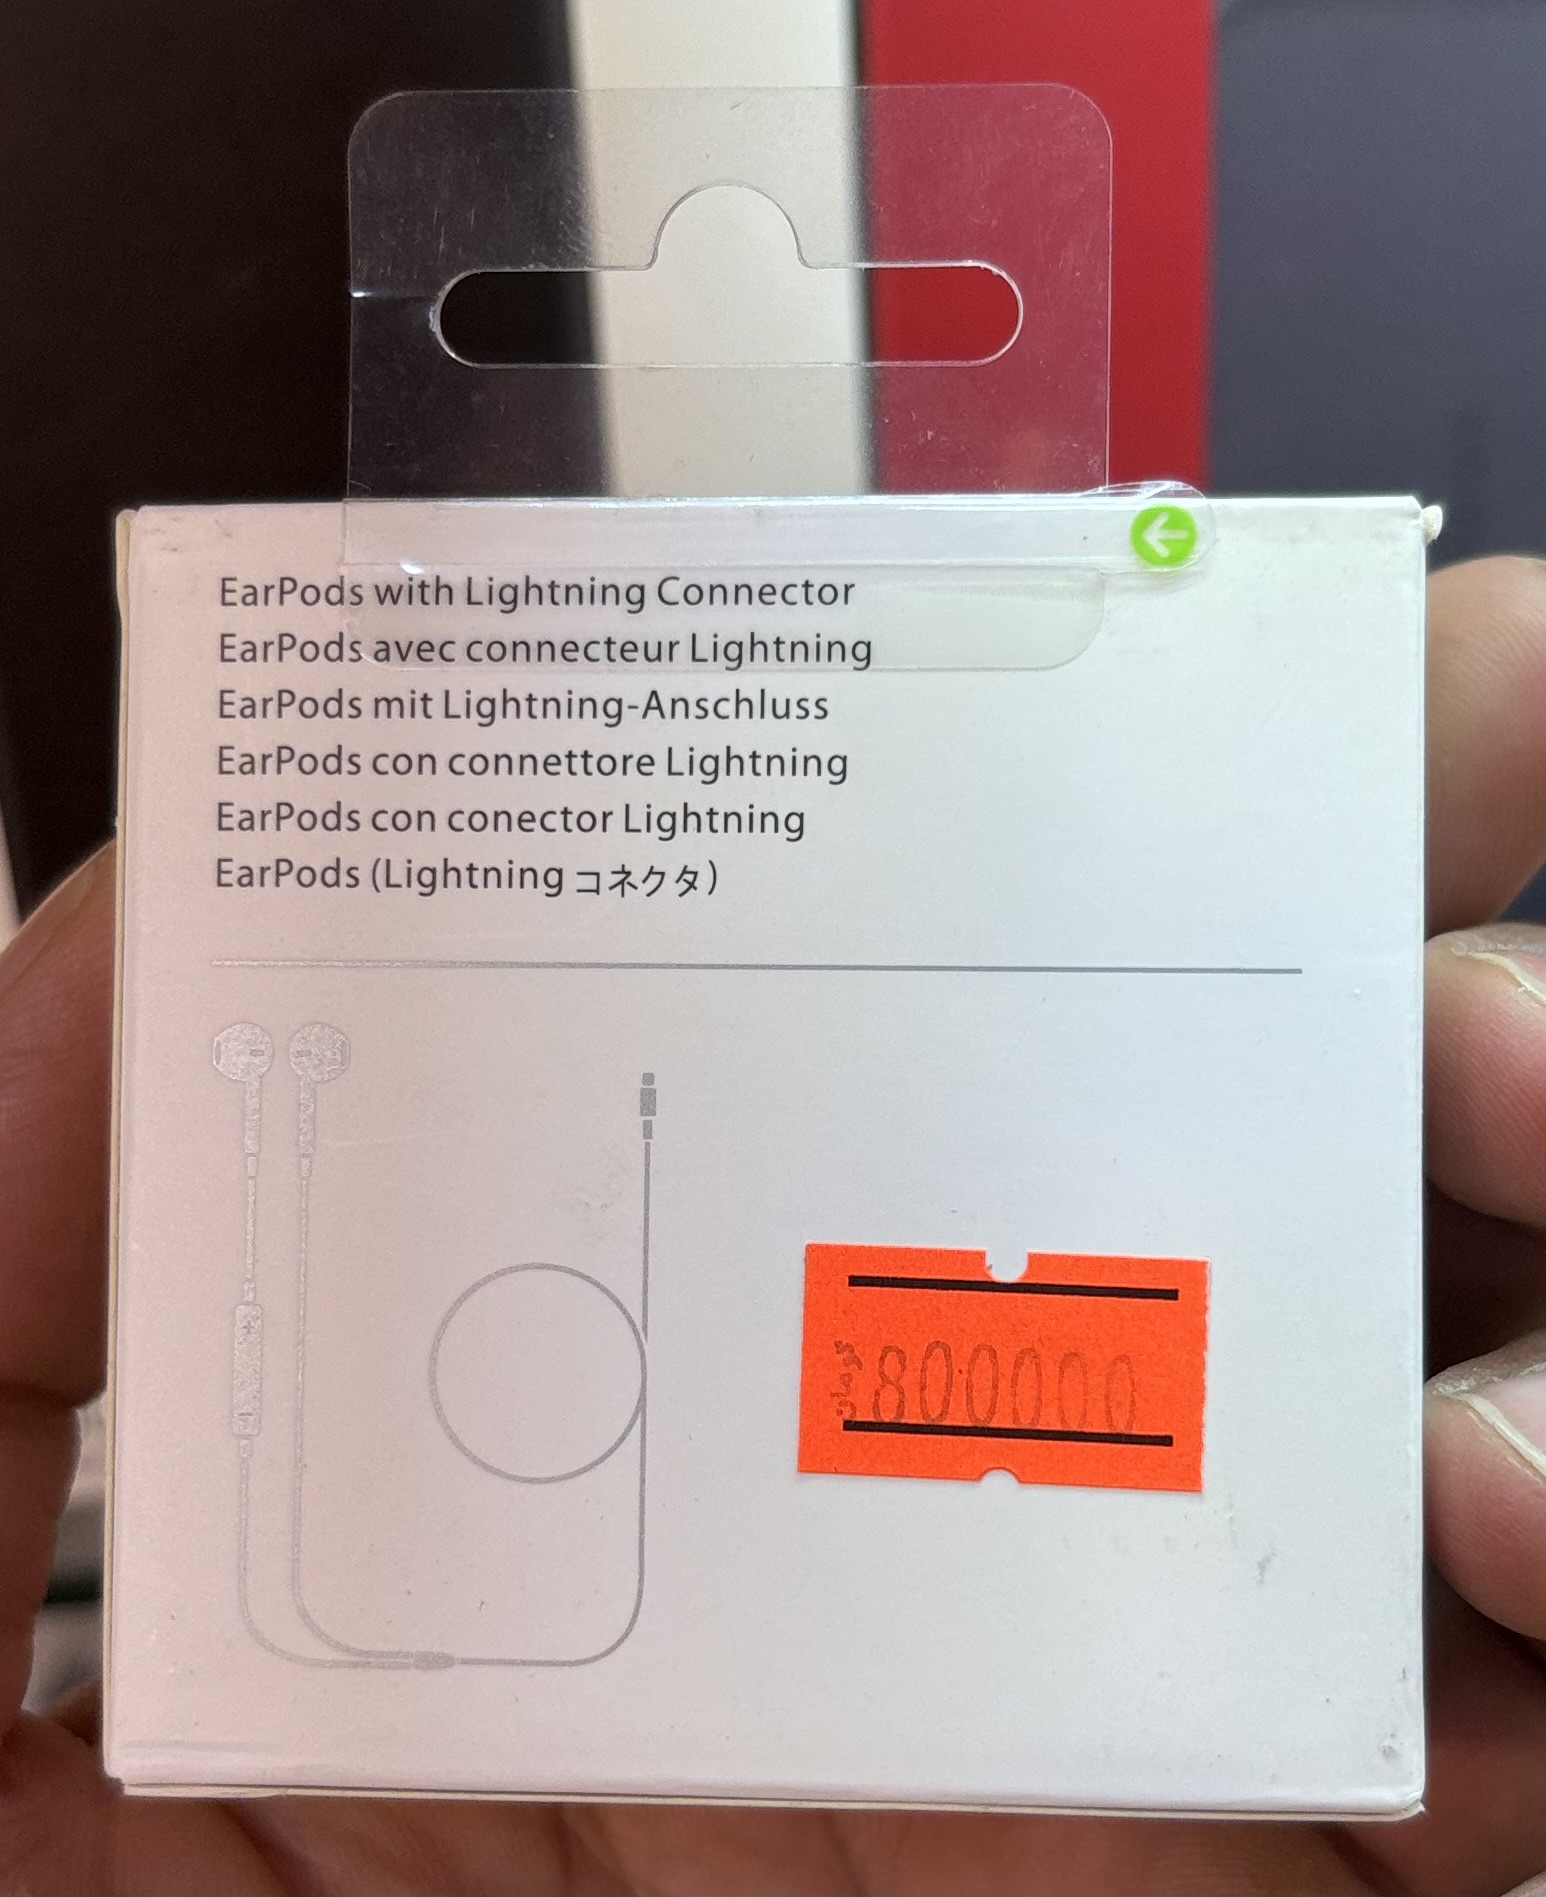 EarPods with Lightning Connector
EarPods avec connecteur Lightning
EarPods mit Lightning-Anschluss
EarPods con connettore Lightning
EarPods con conector Lightning
EarPods (Lightning コネクタ)
تومان
800000